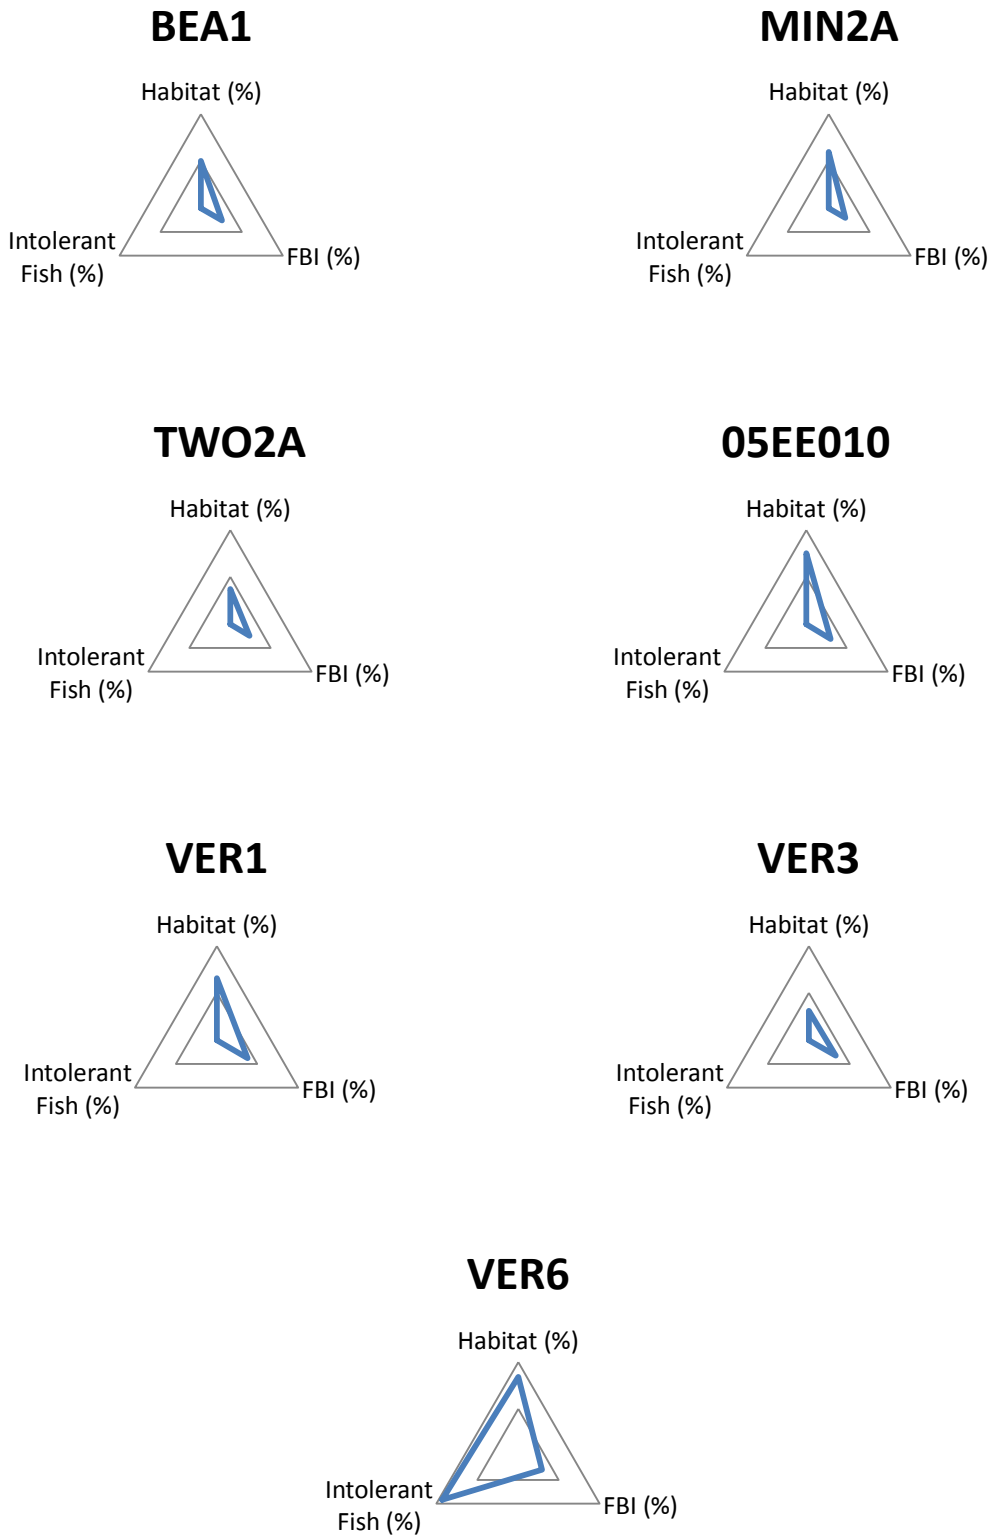 BEA1
Habitat (%)
Intolerant
Fish (%)
FBI (%)
MIN2A
Habitat (%)
Intolerant
Fish (%)
FBI (%)
TWO2A
Habitat (%)
Intolerant
Fish (%)
FBI (%)
05EE010
Habitat (%)
Intolerant
Fish (%)
FBI (%)
VER1
Habitat (%)
Intolerant
Fish (%)
FBI (%)
VER3
Habitat (%)
Intolerant
Fish (%)
FBI (%)
VER6
Habitat (%)
Intolerant
Fish (%)
FBI (%)